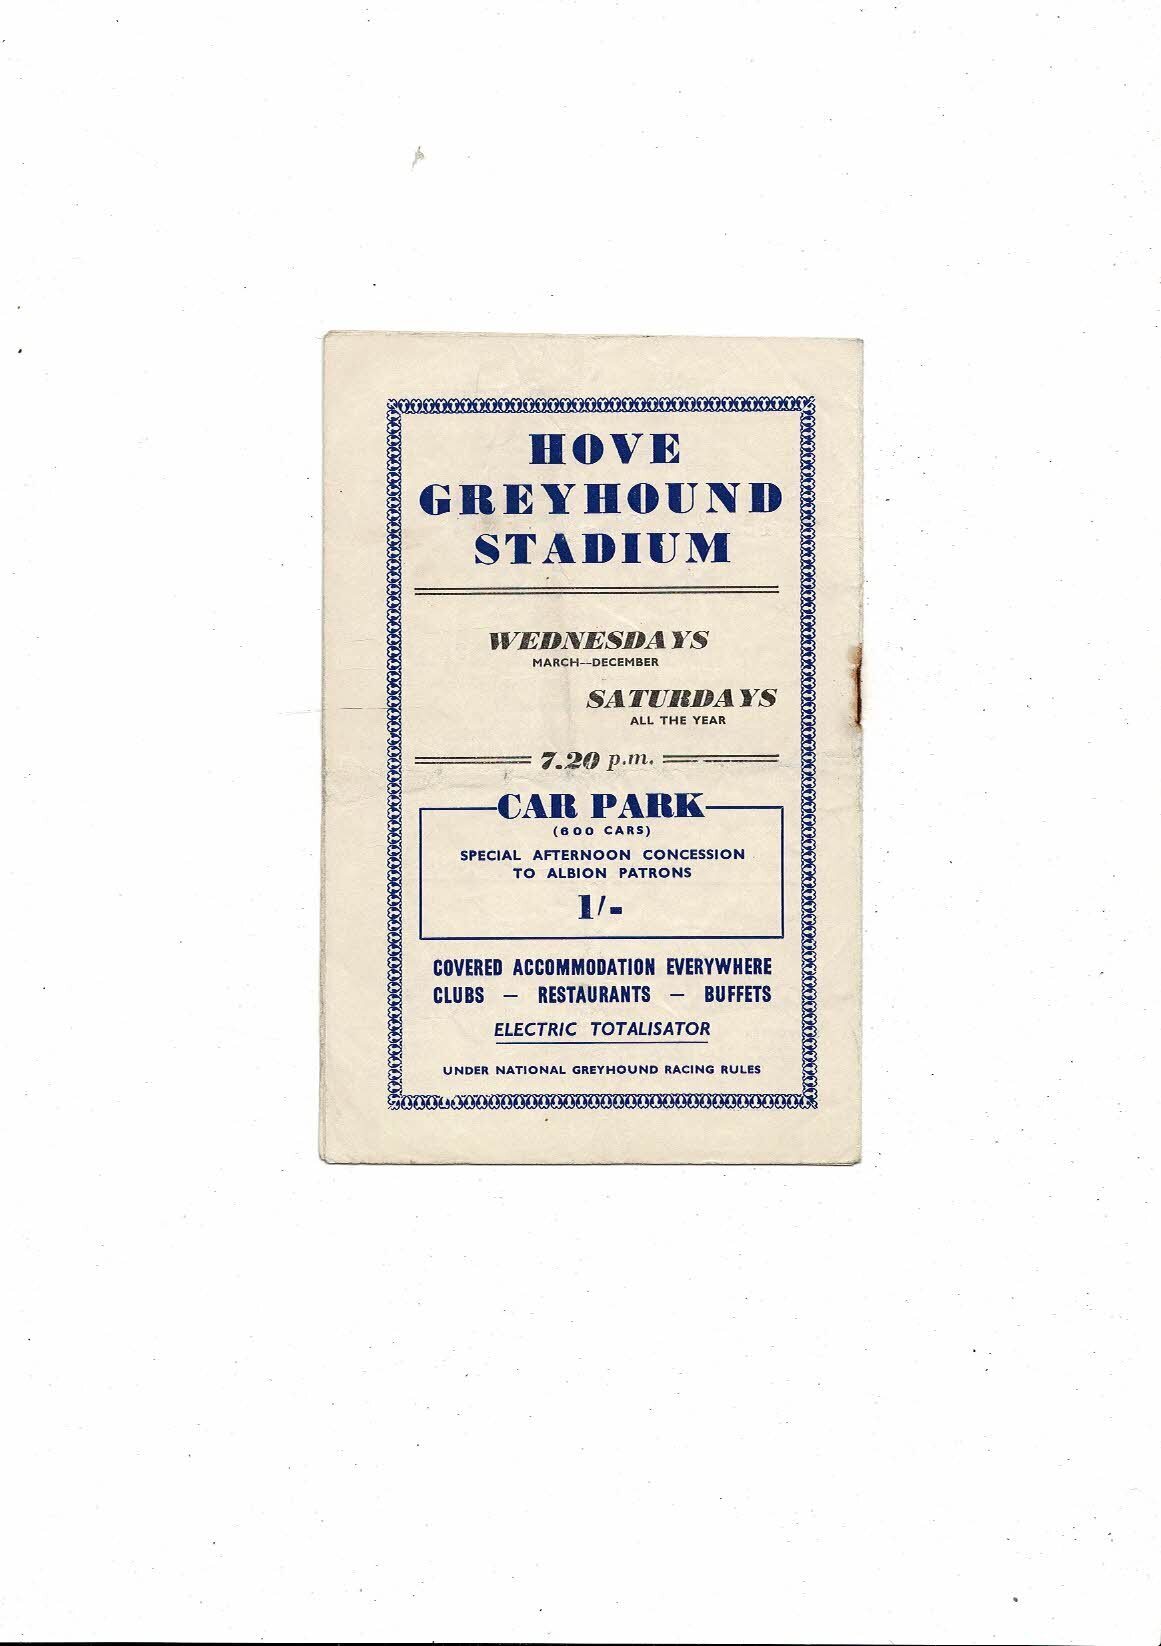 HOVE
GREYHOUND
STADIUM
WEDNESDAYS
MARCH--DECEMBER
SATURDAYS
ALL THE YEAR
7.20 p.m.
CAR PARK
(600 CARS)
SPECIAL AFTERNOON CONCESSION
TO ALBION PATRONS
1/-
COVERED ACCOMMODATION EVERYWHERE
CLUBS — RESTAURANTS — BUFFETS
ELECTRIC TOTALISATOR
UNDER NATIONAL GREYHOUND RACING RULES